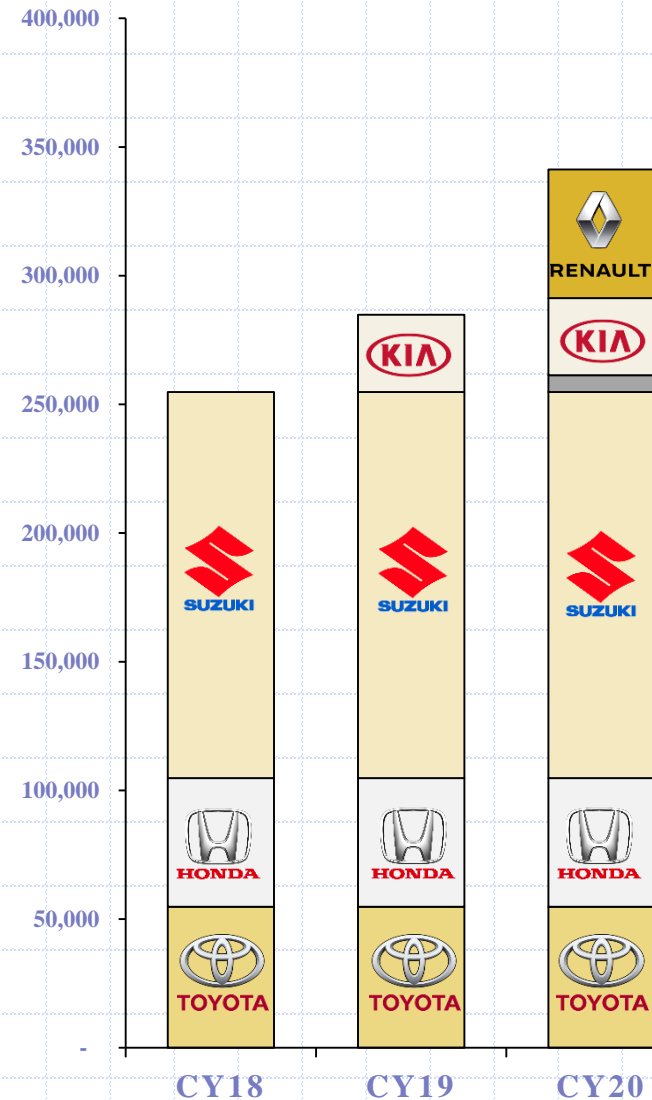 400,000
350,000
300,000
250,000
200,000
150,000
100,000
50,000
-
SUZUKI
HONDA
TOYOTA
KIA
SUZUKI
HONDA
TOYOTA
RENAULT
KIA
SUZUKI
HONDA
TOYOTA
CY18 CY19 CY20